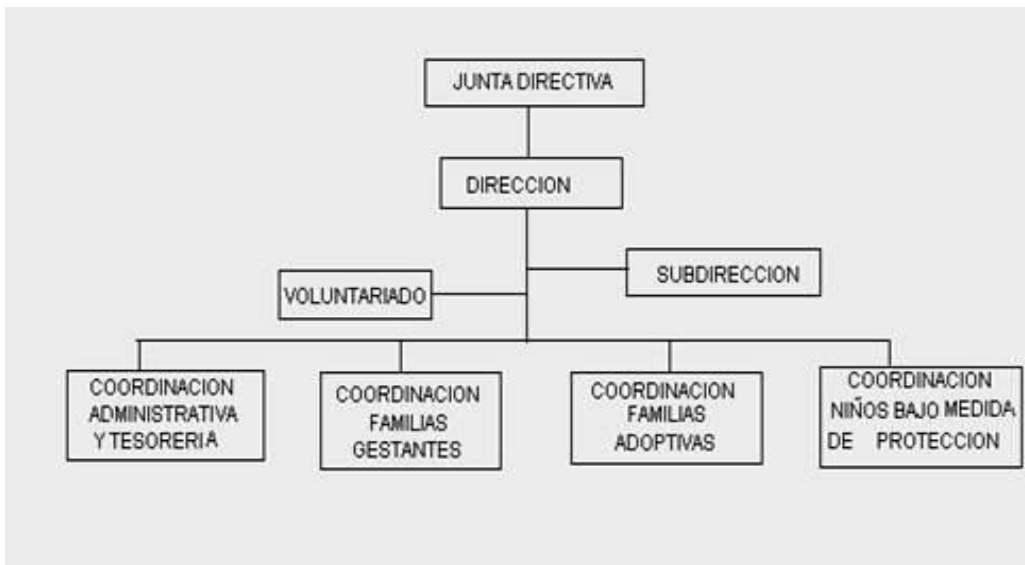 JUNTA DIRECTIVA
DIRECCION
SUBDIRECCION
VOLUNTARIADO
COORDINACION
ADMINISTRATIVA
Y TESORERIA
COORDINACION
FAMILIAS
GESTANTES
COORDINACION
FAMILIAS
ADOPTIVAS
COORDINACION
NIÑOS BAJO MEDIDA
DE PROTECCION